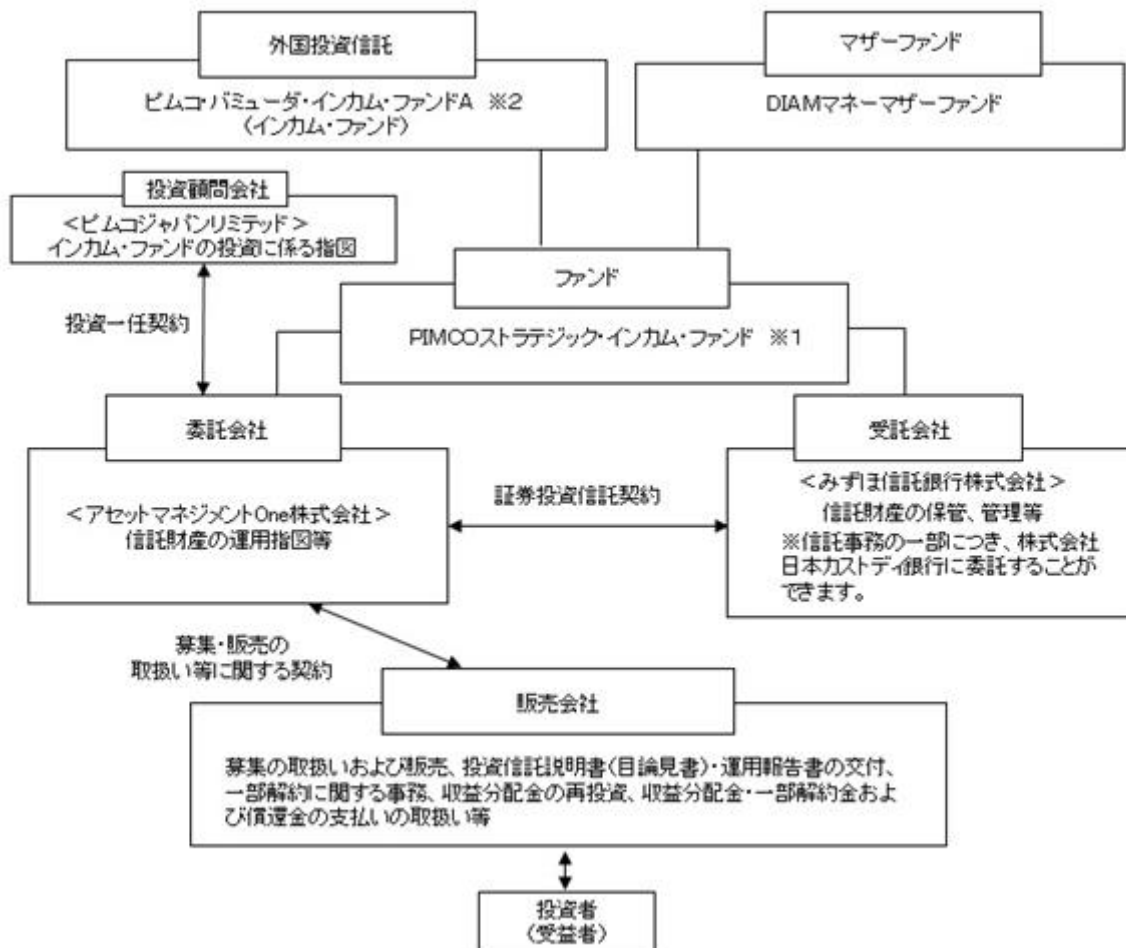 外国投資信託
ピムコ・バミューダ・インカム・ファンドA ※2
(インカム・ファンド)
マザーファンド
DIAMマネーマザーファンド
投資顧問会社
<ピムコジャパンリミテッド>
インカム・ファンドの投資に係る指図
投資一任契約
ファンド
PIMCOストラテジック・インカム・ファンド ※1
委託会社
<アセットマネジメントOne株式会社>
信託財産の運用指図等
証券投資信託契約
受託会社
<みずほ信託銀行株式会社>
信託財産の保管、管理等
※信託事務の一部につき、株式会社
日本カストディ銀行に委託することが
できます。
募集・販売の
取扱い等に関する契約
販売会社
募集の取扱いおよび販売、投資信託説明書(目論見書)・運用報告書の交付、
一部解約に関する事務、収益分配金の再投資、収益分配金・一部解約金およ
び償還金の支払いの取扱い等
投資者
(受益者)